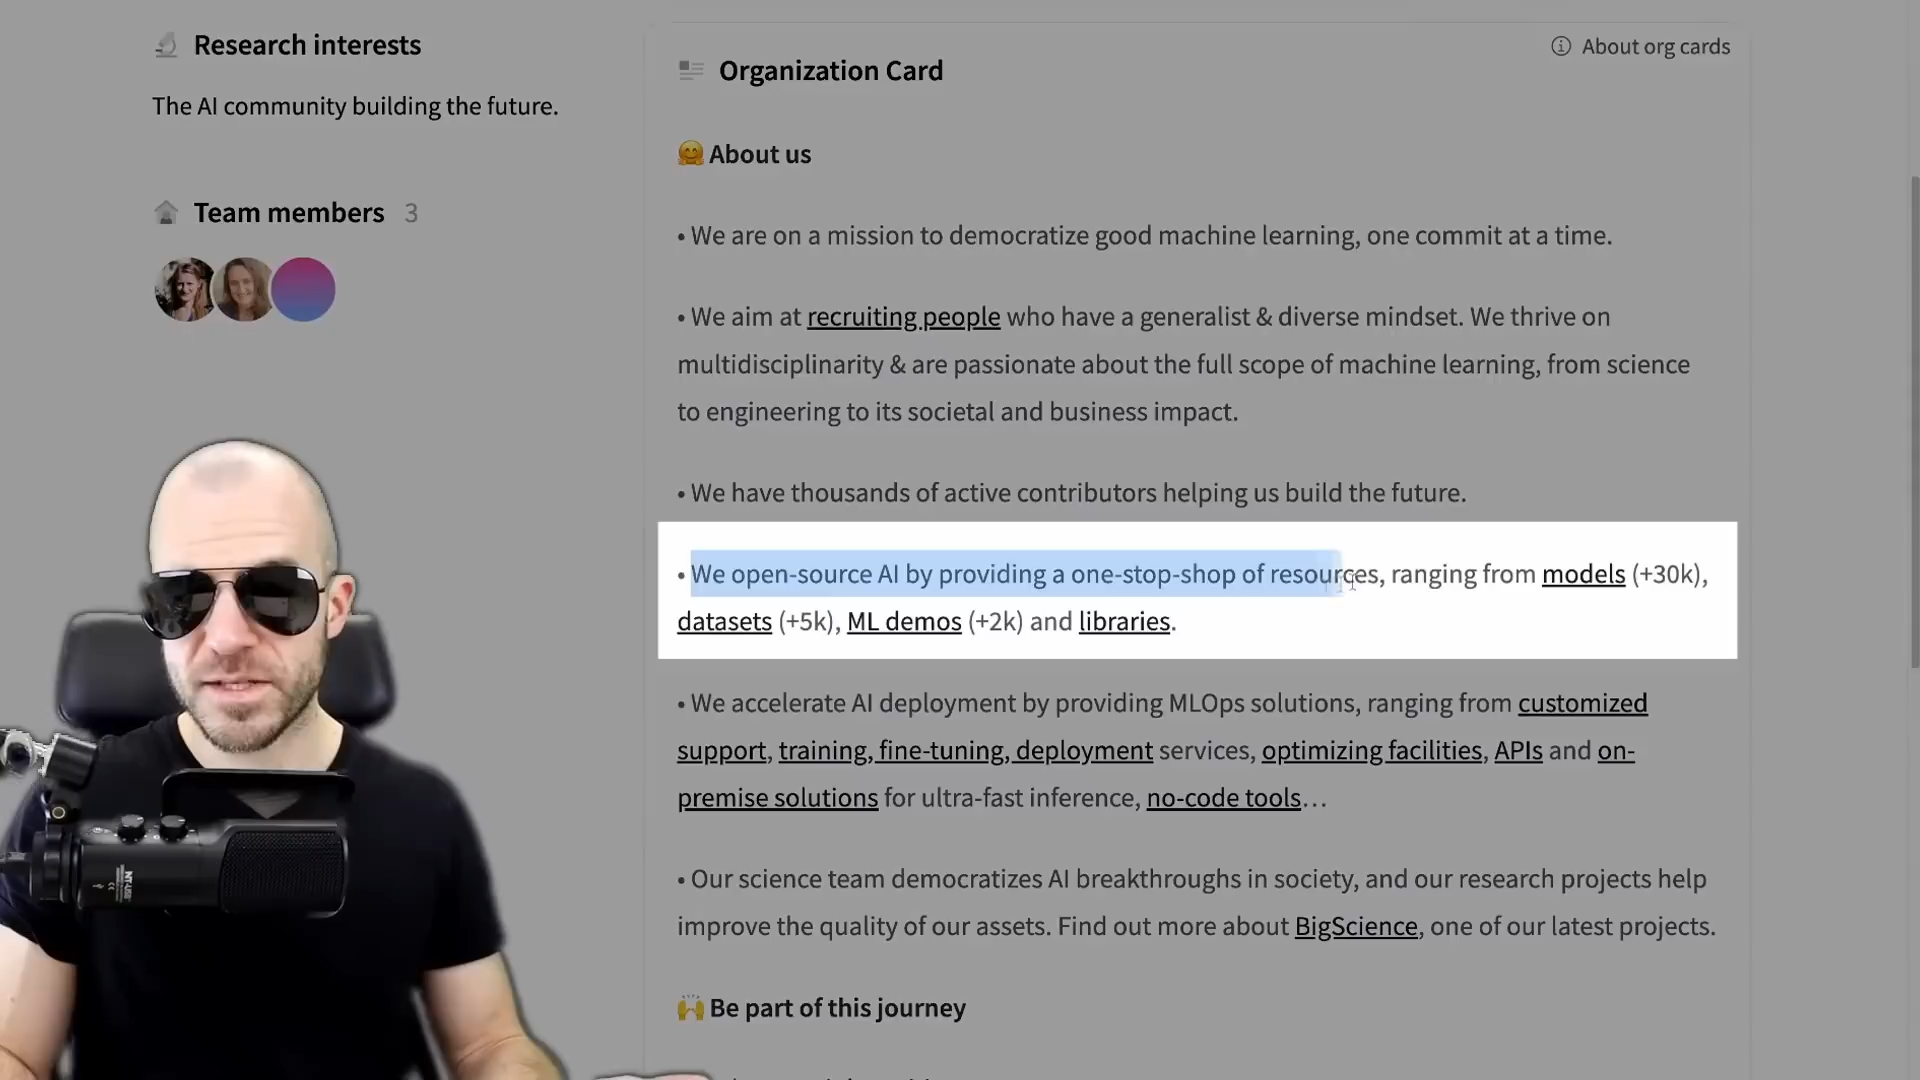 Research interests
The AI community building the future.
Team members 3
About org cards
Organization Card
🤗 About us
• We are on a mission to democratize good machine learning, one commit at a time.
• We aim at recruiting people who have a generalist & diverse mindset. We thrive on
multidisciplinarity & are passionate about the full scope of machine learning, from science
to engineering to its societal and business impact.
• We have thousands of active contributors helping us build the future.
• We open-source AI by providing a one-stop-shop of resources, ranging from models (+30k),
datasets (+5k), ML demos (+2k) and libraries.
• We accelerate AI deployment by providing MLOps solutions, ranging from customized
support, training, fine-tuning, deployment services, optimizing facilities, APIs and on-
premise solutions for ultra-fast inference, no-code tools…
• Our science team democratizes AI breakthroughs in society, and our research projects help
improve the quality of our assets. Find out more about BigScience, one of our latest projects.
🙌 Be part of this journey